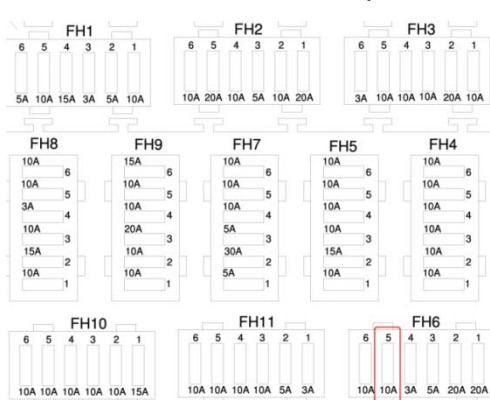 FH1 FH2 FH3
6 5 4 3 2 1 6 5 4 3 2 1 6 5 4 3 2 1
5A 10A 15A 3A 5A 10A 10A 20A 10A 5A 10A 20A 3A 10A 10A 10A 20A 10A
FH8 FH9 FH7 FH5 FH4
10A 15A 10A 10A 10A
6 6 6 6 6
10A 10A 10A 10A 10A
5 5 5 5 5
3A 10A 10A 10A 10A
4 4 4 4 4
10A 20A 5A 10A 10A
3 3 3 3 3
15A 10A 30A 15A 10A
2 2 2 2 2
10A 10A 5A 10A 10A
1 1 1 1 1
FH10 FH11 FH6
6 5 4 3 2 1 6 5 4 3 2 1 6 5 4 3 2 1
10A 10A 10A 10A 10A 15A 10A 10A 10A 10A 5A 3A 10A 10A 3A 5A 20A 20A